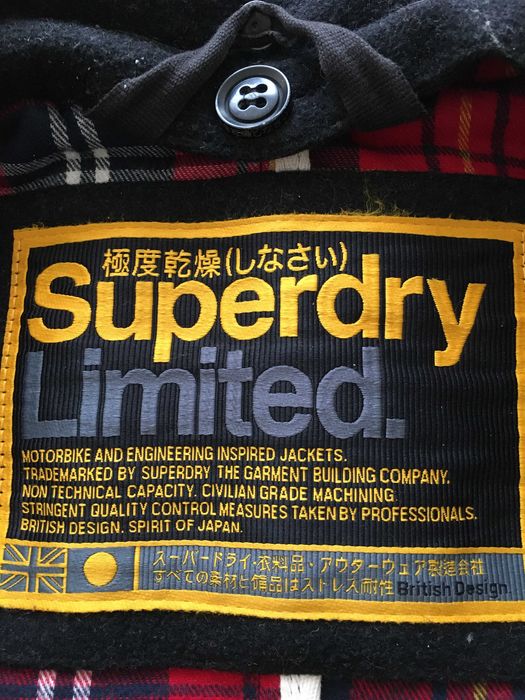 極度乾燥(しなさい)
Superdry
Limited.
MOTORBIKE AND ENGINEERING INSPIRED JACKETS.
TRADEMARKED BY SUPERDRY THE GARMENT BUILDING COMPANY.
NON TECHNICAL CAPACITY. CIVILIAN GRADE MACHINING.
STRINGENT QUALITY CONTROL MEASURES TAKEN BY PROFESSIONALS.
BRITISH DESIGN. SPIRIT OF JAPAN.
スーパードライ·衣料品·アウターウェア製造会社
すべての素材と備品はストレス耐性 British Design.